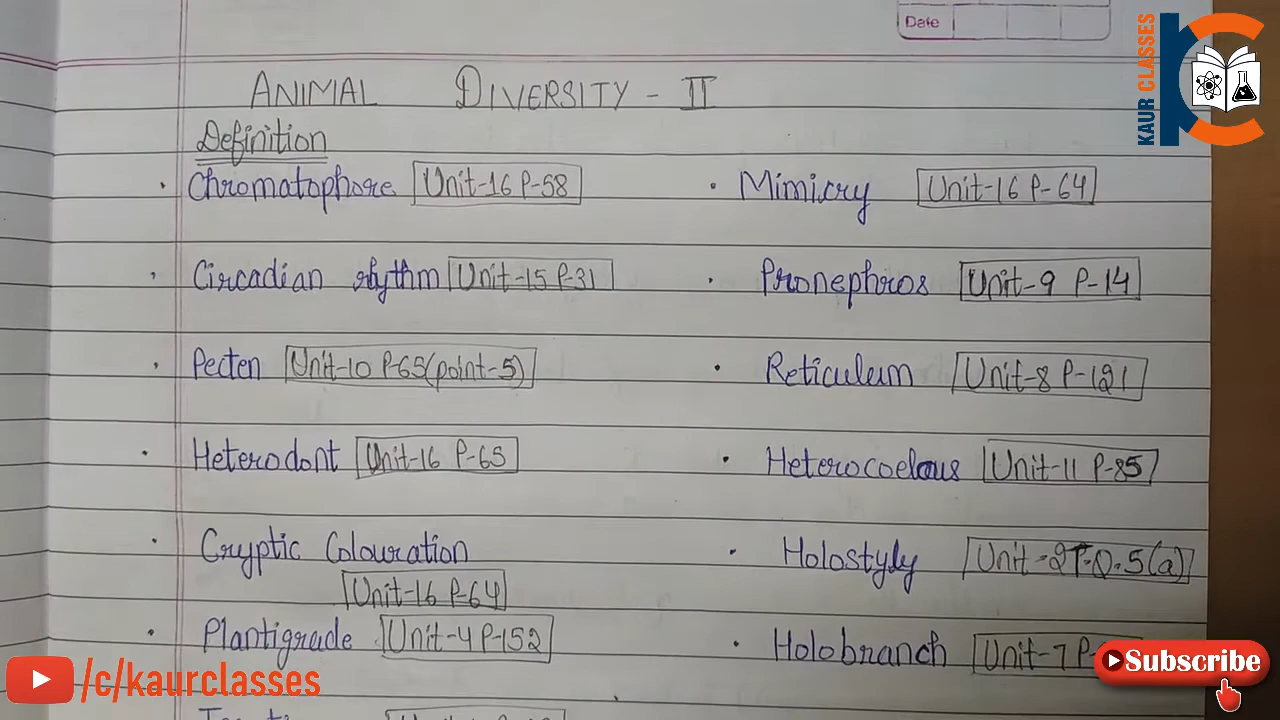 Date
KAUR CLASSES
ANIMAL DIVERSITY - II
Definition
• Chromatophore Unit-16 P-58
• Mimicry Unit-16 P-64
• Circadian rhythm Unit-15 P-31
• Pronephros Unit-9 P-14
• Pecten Unit-10 P-65(point-5)
• Reticulum Unit-8 P-121
• Heterodont Unit-16 P-65
• Heterocoelous Unit-11 P-85
• Cryptic Colouration
Unit-16 P-64
• Holostyly Unit-2 T.Q.5(a)
• Plantigrade Unit-4 P-152
• Holobranch Unit-7 P-
/c/kaurclasses
Subscribe